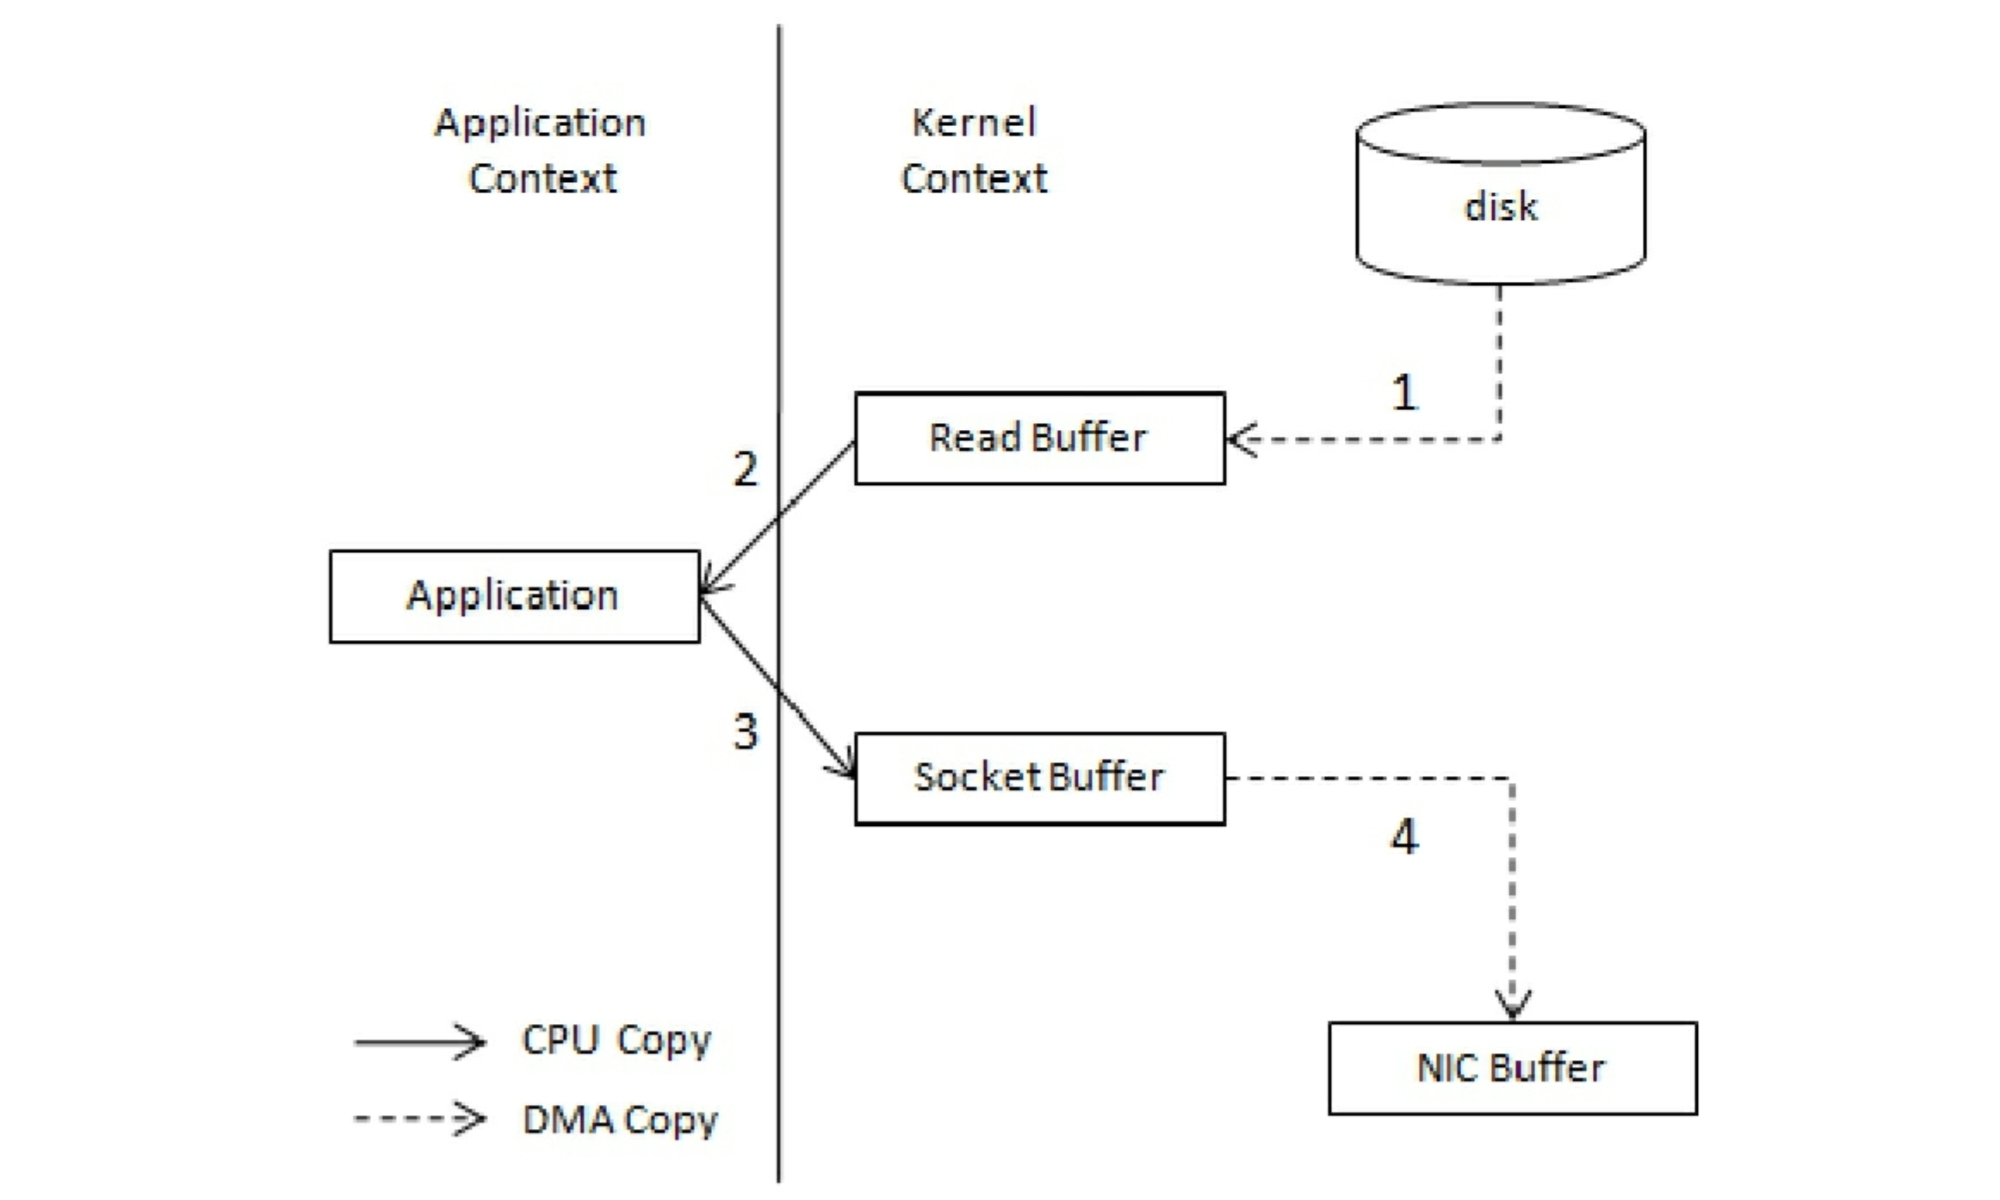 Application
Context
Kernel
Context
disk
1
Read Buffer
2
Application
3
Socket Buffer
4
CPU Copy
DMA Copy
NIC Buffer